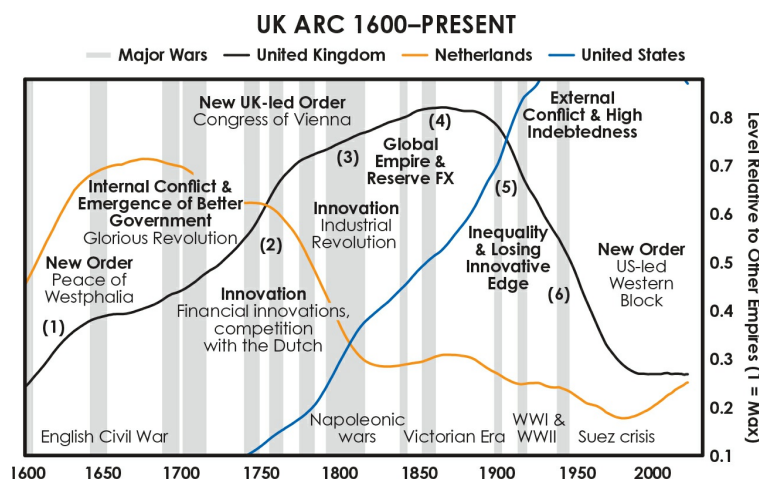 UK ARC 1600–PRESENT
Major Wars
United Kingdom
Netherlands
United States
New UK-led Order
Congress of Vienna
(4)
External
Conflict & High
Indebtedness
(3)
Global
Empire &
Reserve FX
Internal Conflict &
Emergence of Better
Government
Glorious Revolution
(5)
Innovation
Industrial
Revolution
(2)
Inequality
& Losing
Innovative
Edge
New Order
Peace of
Westphalia
New Order
US-led
Western
Block
(1)
Innovation
Financial innovations,
competition
with the Dutch
(6)
English Civil War
Napoleonic
wars
Victorian Era
WWI &
WWII
Suez crisis
0.8
0.7
0.6
0.5
0.4
0.3
0.2
0.1
Level Relative to Other Empires (1 = Max)
1600
1650
1700
1750
1800
1850
1900
1950
2000